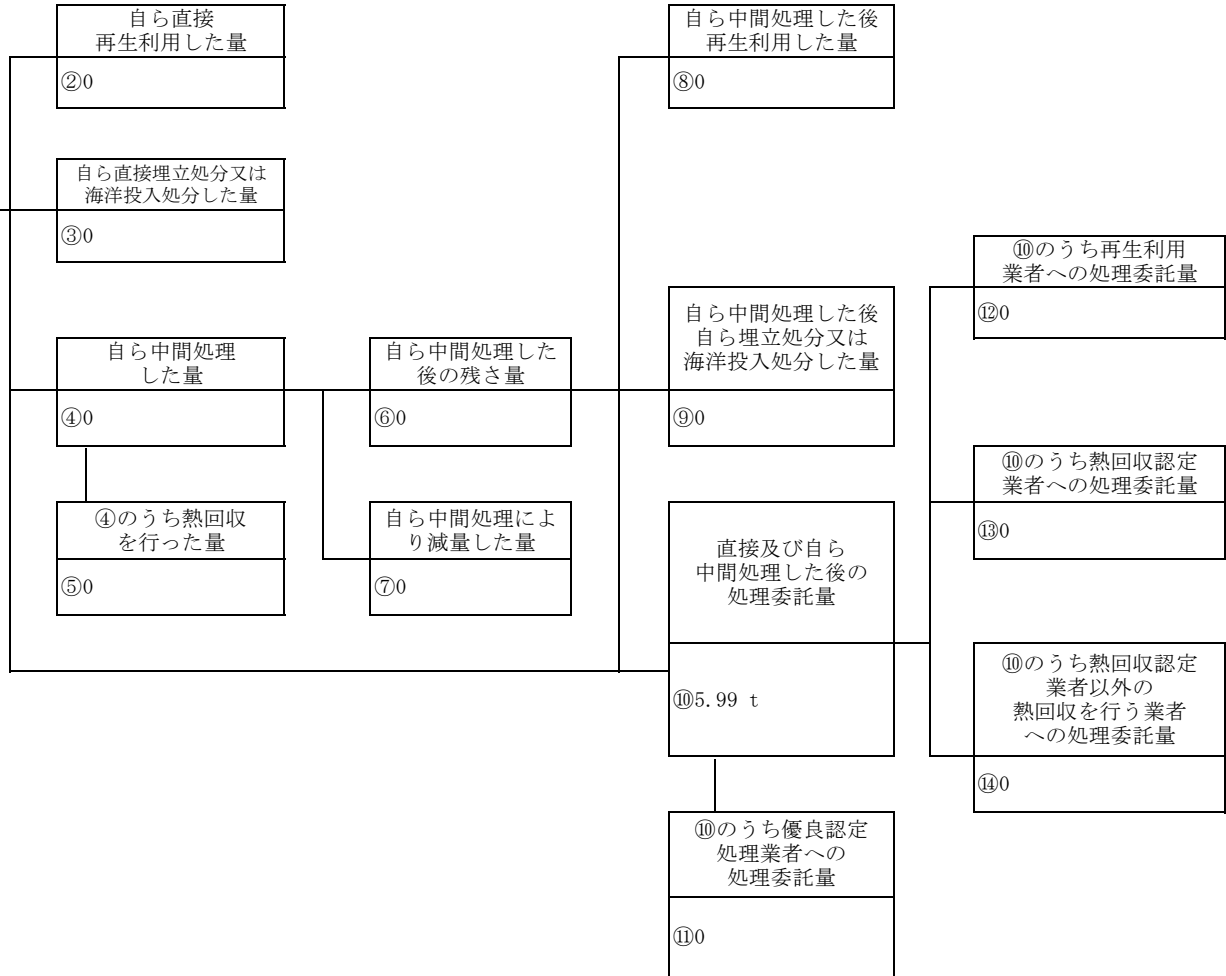 自ら直接
再生利用した量
②0
自ら直接埋立処分又は
海洋投入処分した量
③0
自ら中間処理
した量
④0
④のうち熱回収
を行った量
⑤0
自ら中間処理した
後の残さ量
⑥0
自ら中間処理によ
り減量した量
⑦0
自ら中間処理した後
再生利用した量
⑧0
自ら中間処理した後
自ら埋立処分又は
海洋投入処分した量
⑨0
直接及び自ら
中間処理した後の
処理委託量
⑩5.99 t
⑩のうち優良認定
処理業者への
処理委託量
⑪0
⑩のうち再生利用
業者への処理委託量
⑫0
⑩のうち熱回収認定
業者への処理委託量
⑬0
⑩のうち熱回収認定
業者以外の
熱回収を行う業者
への処理委託量
⑭0